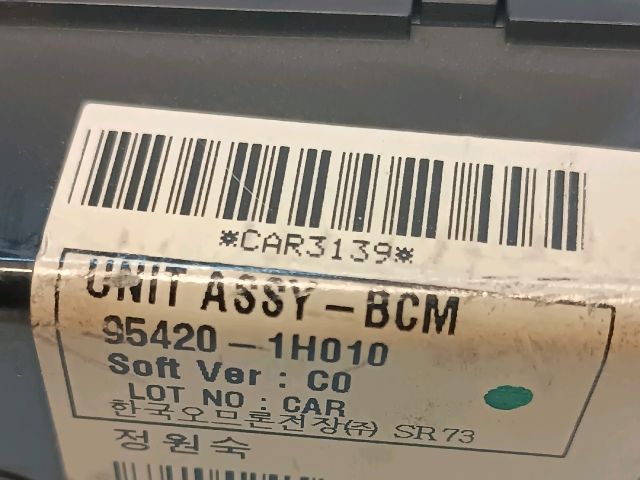 *CAR3139*
UNIT ASSY-BCM
95420-1H010
Soft Ver : C0
LOT NO : CAR
한국오므론전장(주) SR73
정원숙